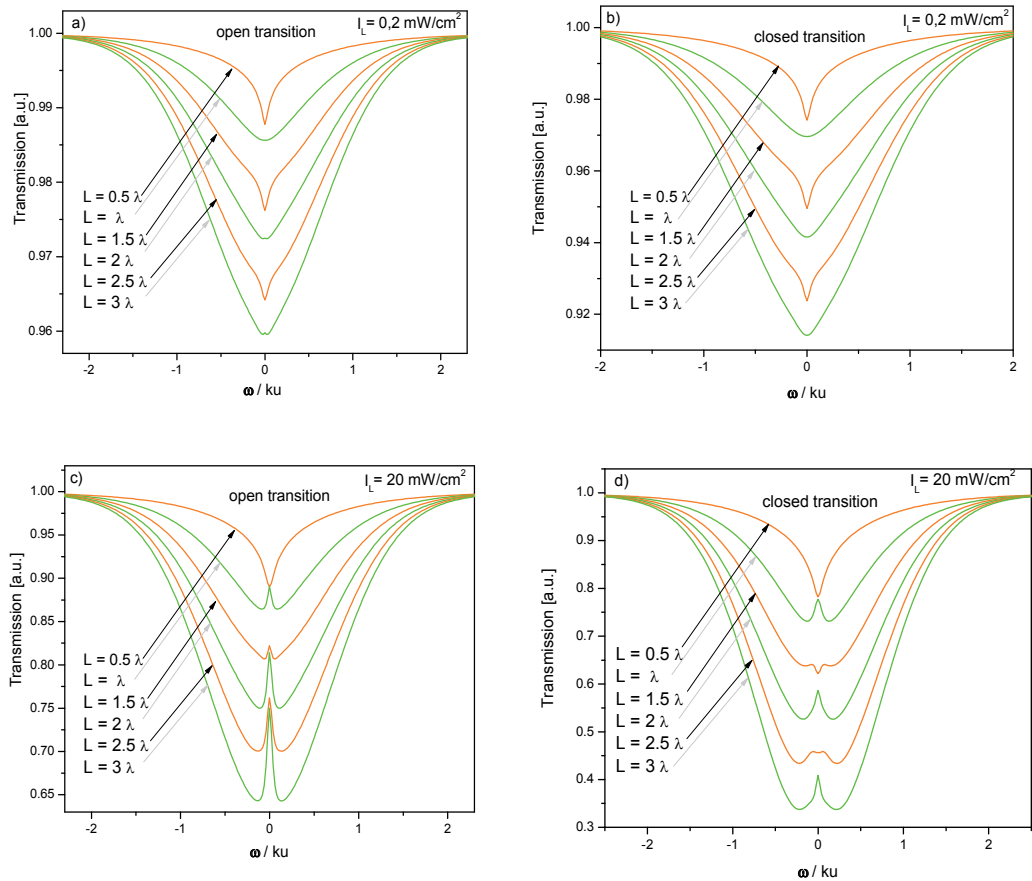 a)
I_L = 0,2 mW/cm²
open transition
1.00
0.99
0.98
0.97
0.96
Transmission [a.u.]
L = 0.5 λ
L = λ
L = 1.5 λ
L = 2 λ
L = 2.5 λ
L = 3 λ
-2 -1 0 1 2
ω / ku
b)
I_L = 0,2 mW/cm²
closed transition
1.00
0.98
0.96
0.94
0.92
Transmission [a.u.]
L = 0.5 λ
L = λ
L = 1.5 λ
L = 2 λ
L = 2.5 λ
L = 3 λ
-2 -1 0 1 2
ω / ku
c)
I_L = 20 mW/cm²
open transition
1.00
0.95
0.90
0.85
0.80
0.75
0.70
0.65
Transmission [a.u.]
L = 0.5 λ
L = λ
L = 1.5 λ
L = 2 λ
L = 2.5 λ
L = 3 λ
-2 -1 0 1 2
ω / ku
d)
I_L = 20 mW/cm²
closed transition
1.0
0.9
0.8
0.7
0.6
0.5
0.4
0.3
Transmission [a.u.]
L = 0.5 λ
L = λ
L = 1.5 λ
L = 2 λ
L = 2.5 λ
L = 3 λ
-2 -1 0 1 2
ω / ku